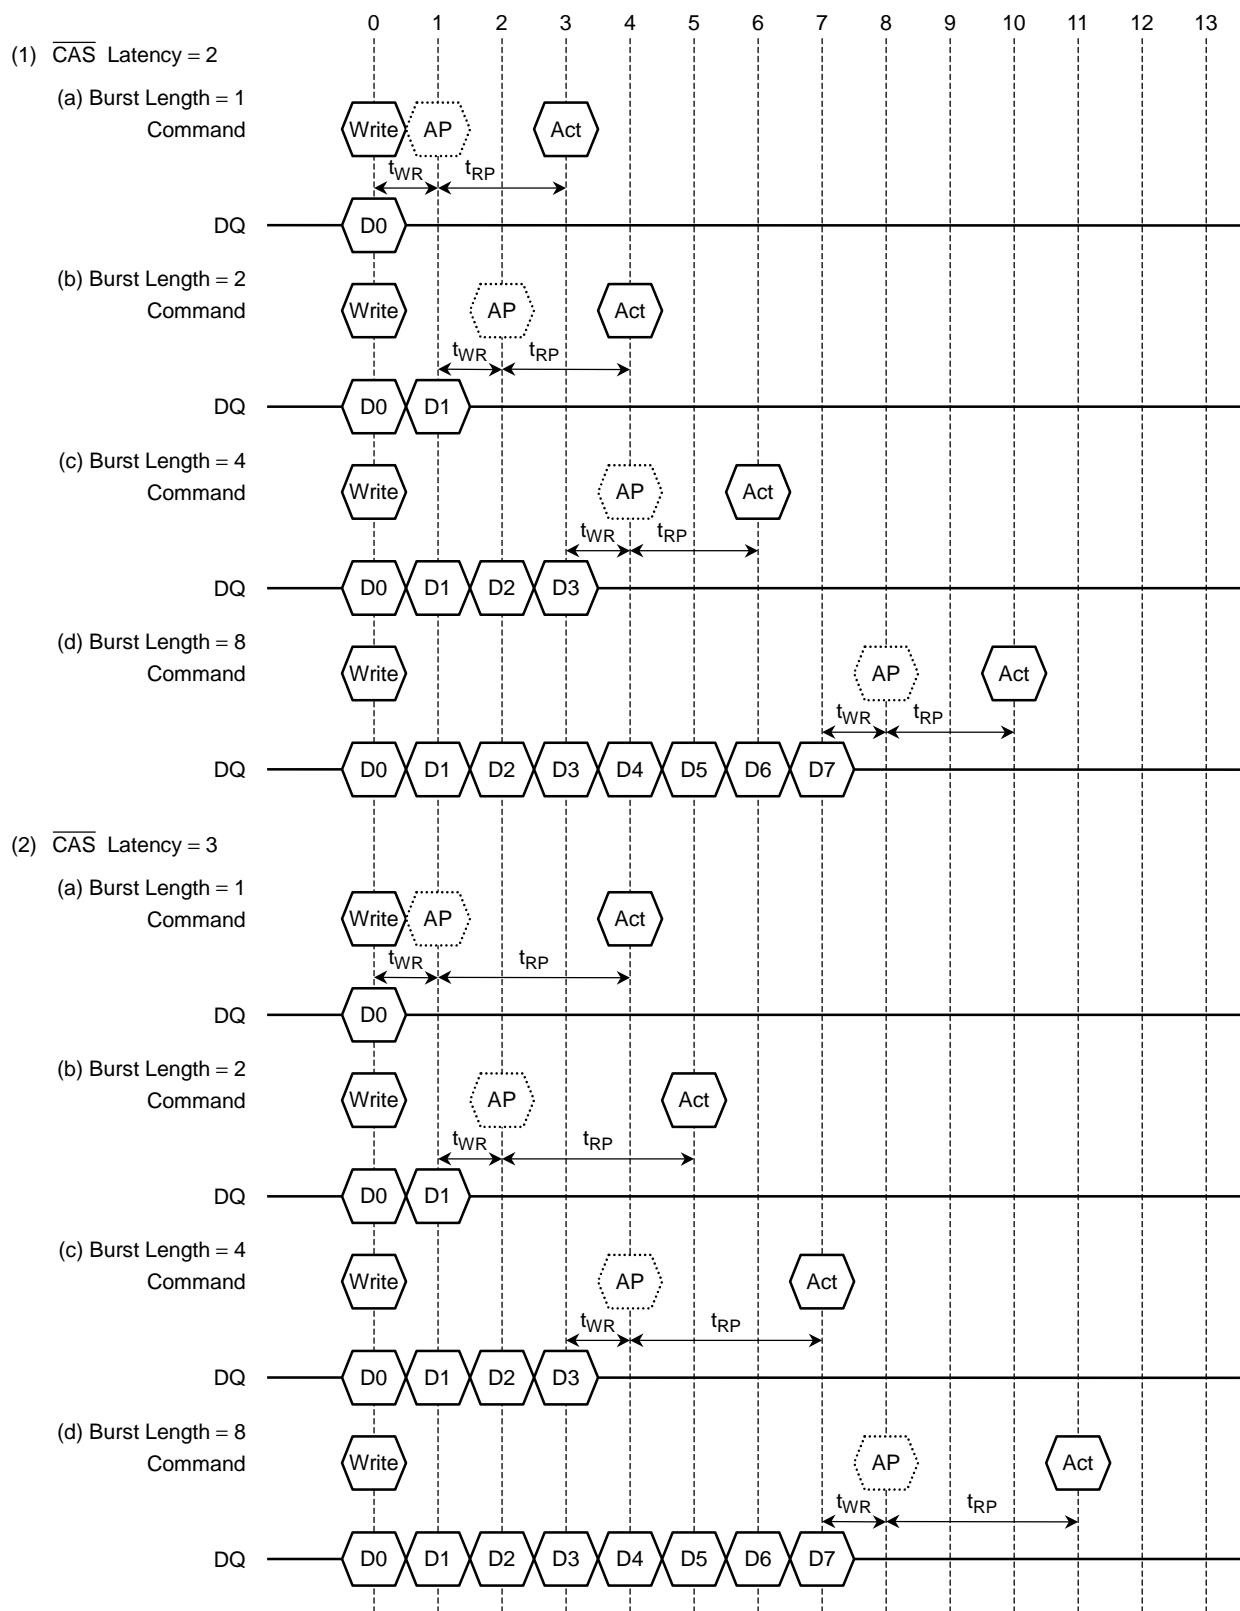 0 1 2 3 4 5 6 7 8 9 10 11 12 13
(1) CAS Latency = 2
(a) Burst Length = 1
Command Write AP Act
tWR tRP
DQ D0
(b) Burst Length = 2
Command Write AP Act
tWR tRP
DQ D0 D1
(c) Burst Length = 4
Command Write AP Act
tWR tRP
DQ D0 D1 D2 D3
(d) Burst Length = 8
Command Write AP Act
tWR tRP
DQ D0 D1 D2 D3 D4 D5 D6 D7
(2) CAS Latency = 3
(a) Burst Length = 1
Command Write AP Act
tWR tRP
DQ D0
(b) Burst Length = 2
Command Write AP Act
tWR tRP
DQ D0 D1
(c) Burst Length = 4
Command Write AP Act
tWR tRP
DQ D0 D1 D2 D3
(d) Burst Length = 8
Command Write AP Act
tWR tRP
DQ D0 D1 D2 D3 D4 D5 D6 D7